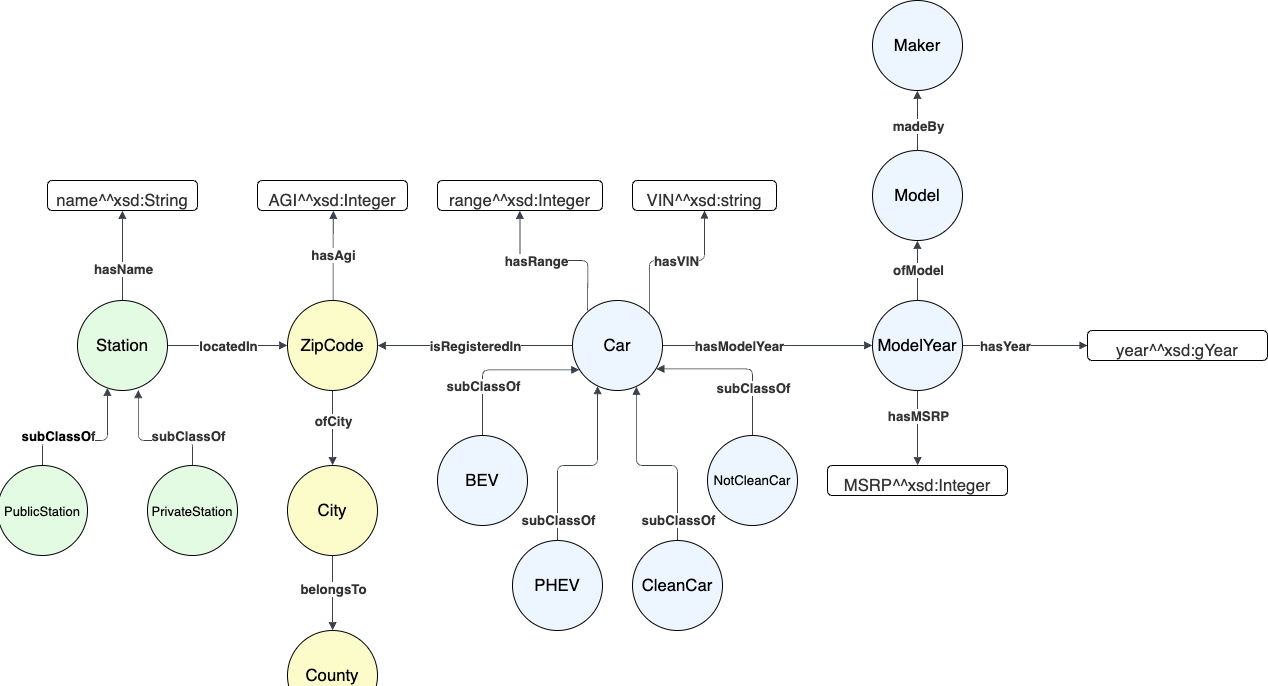 Maker
madeBy
name^^xsd:String
AGI^^xsd:Integer
range^^xsd:Integer
VIN^^xsd:string
Model
hasName
hasAgi
hasRange
hasVIN
ofModel
Station
locatedIn
ZipCode
isRegisteredIn
Car
hasModelYear
ModelYear
hasYear
year^^xsd:gYear
subClassOf
subClassOf
ofCity
subClassOf
subClassOf
hasMSRP
PublicStation
PrivateStation
City
BEV
NotCleanCar
MSRP^^xsd:Integer
subClassOf
subClassOf
belongsTo
PHEV
CleanCar
County